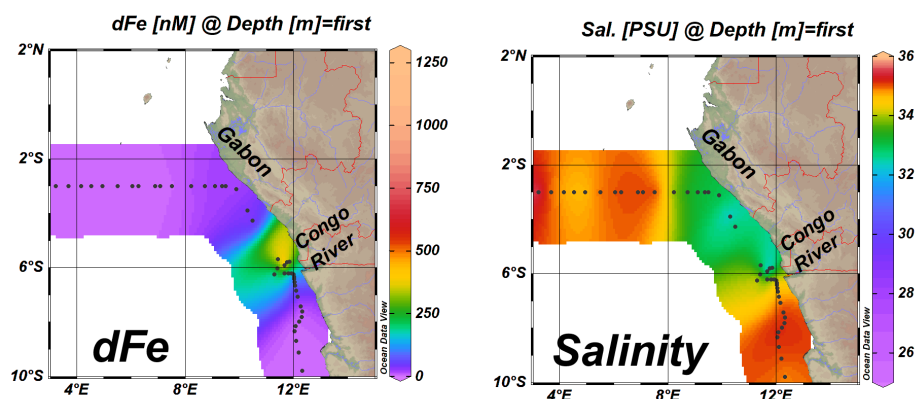 dFe [nM] @ Depth [m]=first
2°N
2°S
6°S
10°S
4°E
8°E
12°E
Gabon
Congo
River
dFe
1250
1000
750
500
250
0
Ocean Data View
Sal. [PSU] @ Depth [m]=first
2°N
2°S
6°S
10°S
4°E
8°E
12°E
Gabon
Congo
River
Salinity
36
34
32
30
28
26
Ocean Data View